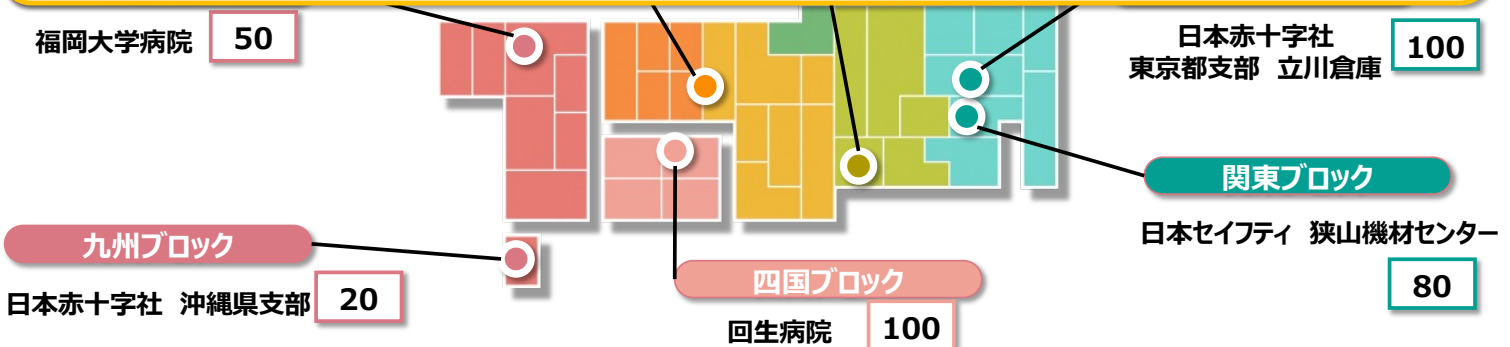 福岡大学病院 50
日本赤十字社
東京都支部 立川倉庫 100
関東ブロック
日本セイフティ 狭山機材センター
80
九州ブロック
日本赤十字社 沖縄県支部 20
四国ブロック
回生病院 100